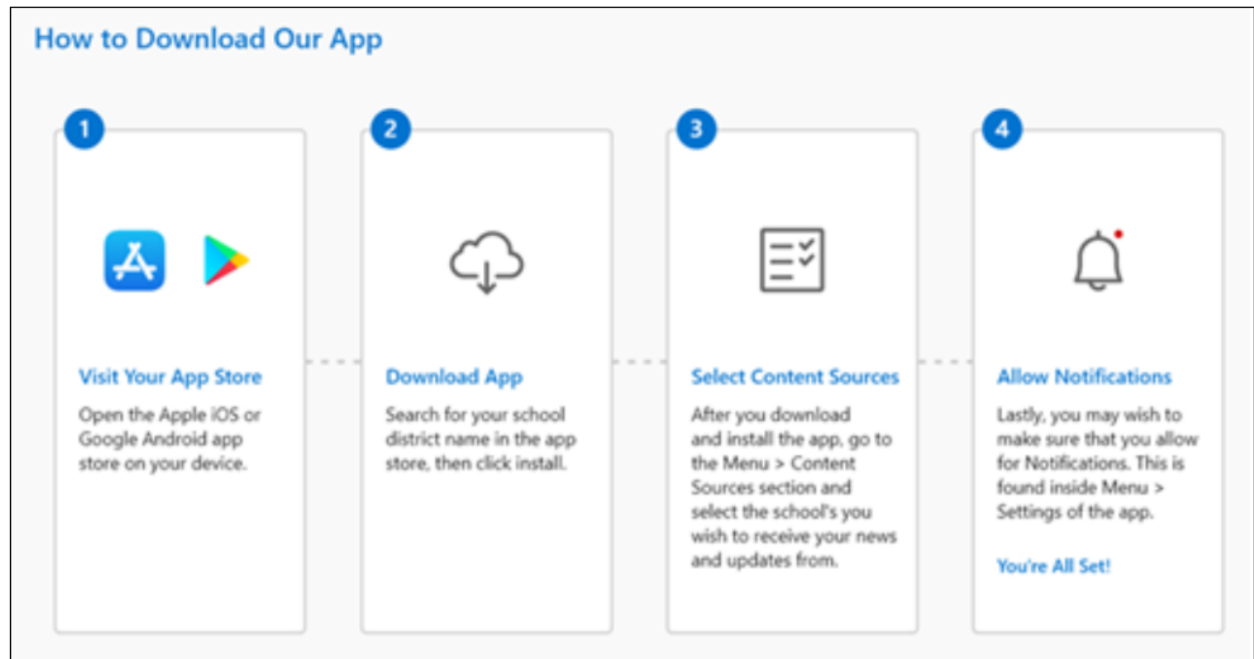 How to Download Our App
1
Visit Your App Store
Open the Apple iOS or
Google Android app
store on your device.
2
Download App
Search for your school
district name in the app
store, then click install.
3
Select Content Sources
After you download
and install the app, go to
the Menu > Content
Sources section and
select the school's you
wish to receive your news
and updates from.
4
Allow Notifications
Lastly, you may wish to
make sure that you allow
for Notifications. This is
found inside Menu >
Settings of the app.
You're All Set!